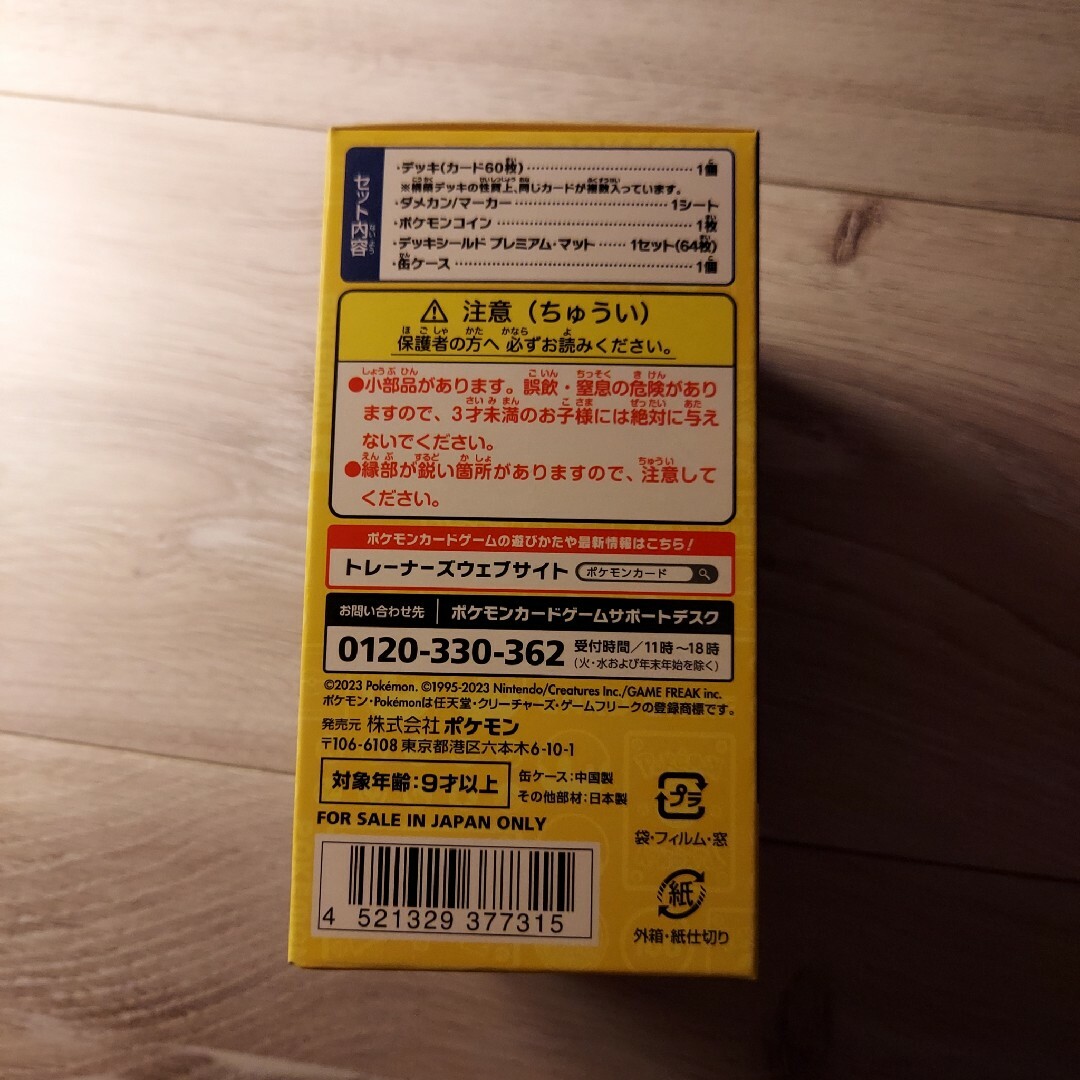 セット内容
・デッキ(カード60枚) 1個
※構築デッキの性質上、同じカードが複数入っています。
・ダメカン/マーカー 1シート
・ポケモンコイン 1枚
・デッキシールド プレミアム・マット 1セット(64枚)
・缶ケース 1個
⚠ 注意(ちゅうい)
保護者の方へ 必ずお読みください。
●小部品があります。誤飲・窒息の危険があり
ますので、3才未満のお子様には絶対に与え
ないでください。
●縁部が鋭い箇所がありますので、注意して
ください。
ポケモンカードゲームの遊びかたや最新情報はこちら!
トレーナーズウェブサイト ポケモンカード
お問い合わせ先 ポケモンカードゲームサポートデスク
0120-330-362 受付時間/11時~18時
(火・水および年末年始を除く)
©2023 Pokémon. ©1995-2023 Nintendo/Creatures Inc./GAME FREAK inc.
ポケモン・Pokémonは任天堂・クリーチャーズ・ゲームフリークの登録商標です。
発売元 株式会社 ポケモン
〒106-6108 東京都港区六本木6-10-1
対象年齢:9才以上
缶ケース:中国製
その他部材:日本製
FOR SALE IN JAPAN ONLY
プラ
袋・フィルム・窓
紙
外箱・紙仕切り
4 521329 377315